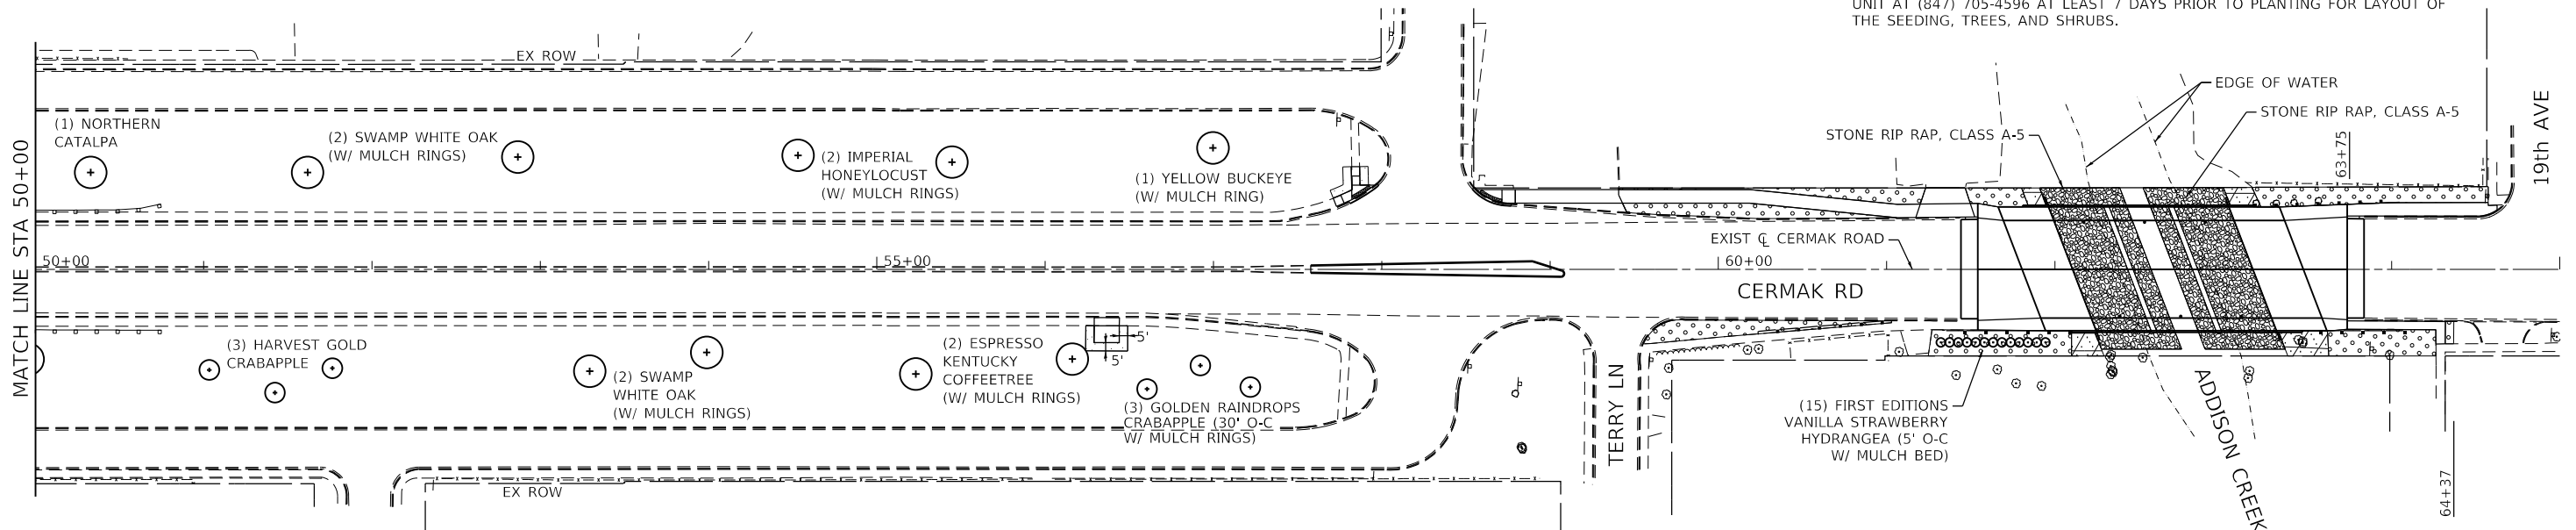 UNIT AT (847) 705-4596 AT LEAST 7 DAYS PRIOR TO PLANTING FOR LAYOUT OF
THE SEEDING, TREES, AND SHRUBS.
EX ROW
EDGE OF WATER
STONE RIP RAP, CLASS A-5
STONE RIP RAP, CLASS A-5
63+75
19th AVE
MATCH LINE STA 50+00
(1) NORTHERN
CATALPA
(2) SWAMP WHITE OAK
(W/ MULCH RINGS)
(2) IMPERIAL
HONEYLOCUST
(W/ MULCH RINGS)
(1) YELLOW BUCKEYE
(W/ MULCH RING)
EXIST ℄ CERMAK ROAD
50+00
55+00
60+00
CERMAK RD
(3) HARVEST GOLD
CRABAPPLE
(2) SWAMP
WHITE OAK
(W/ MULCH RINGS)
(2) ESPRESSO
KENTUCKY
COFFEETREE
(W/ MULCH RINGS)
5'
5'
(3) GOLDEN RAINDROPS
CRABAPPLE (30' O-C
W/ MULCH RINGS)
TERRY LN
(15) FIRST EDITIONS
VANILLA STRAWBERRY
HYDRANGEA (5' O-C
W/ MULCH BED)
ADDISON CREEK
64+37
EX ROW